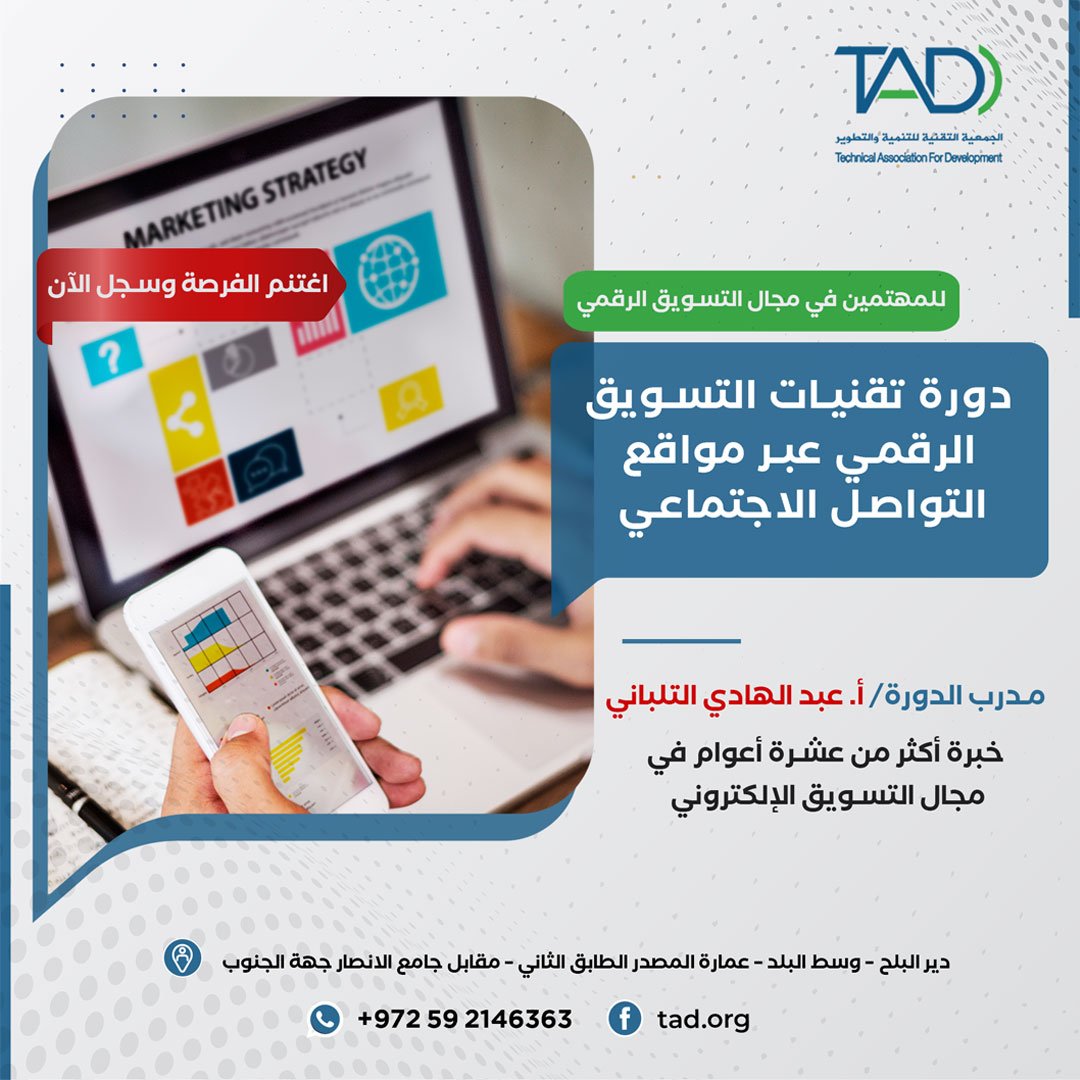 TAD
الجمعية التقنية للتنمية والتطوير
Technical Association For Development
MARKETING STRATEGY
اغتنم الفرصة وسجل الآن
للمهتمين في مجال التسويق الرقمي
دورة تقنيات التسويق
الرقمي عبر مواقع
التواصل الاجتماعي
مدرب الدورة/ أ. عبد الهادي التلباني
خبرة أكثر من عشرة أعوام في
مجال التسويق الإلكتروني
دير البلح - وسط البلد - عمارة المصدر الطابق الثاني - مقابل جامع الانصار جهة الجنوب
+972 59 2146363
tad.org